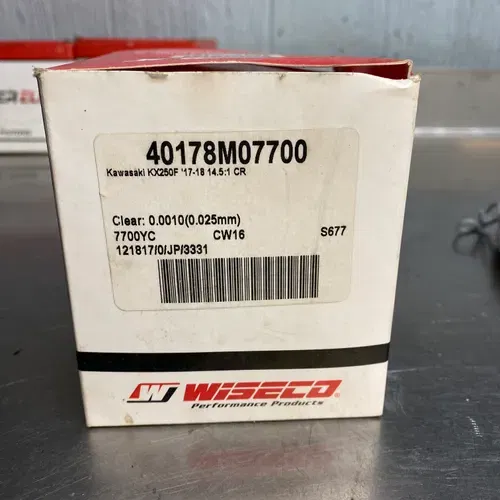 40178M07700
Kawasaki KX250F '17-18 14.5:1 CR
Clear: 0.0010(0.025mm)
7700YC CW16 S677
121817/0/JP/3331
W WISECO®
Performance Products